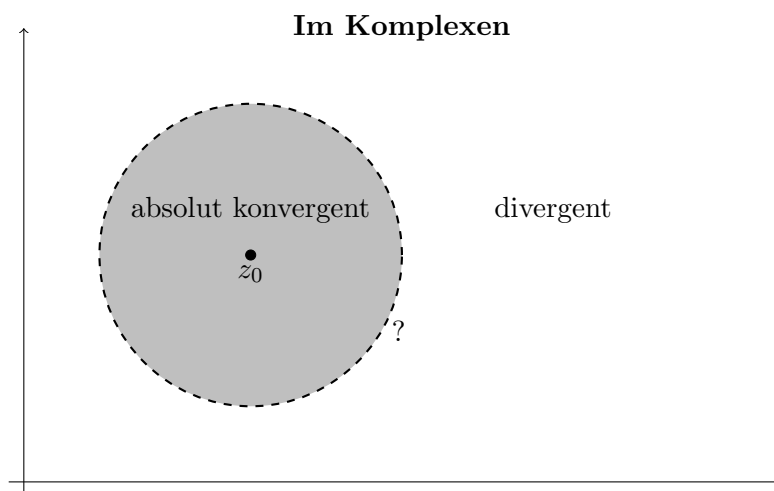 Im Komplexen
absolut konvergent
divergent
z₀
?